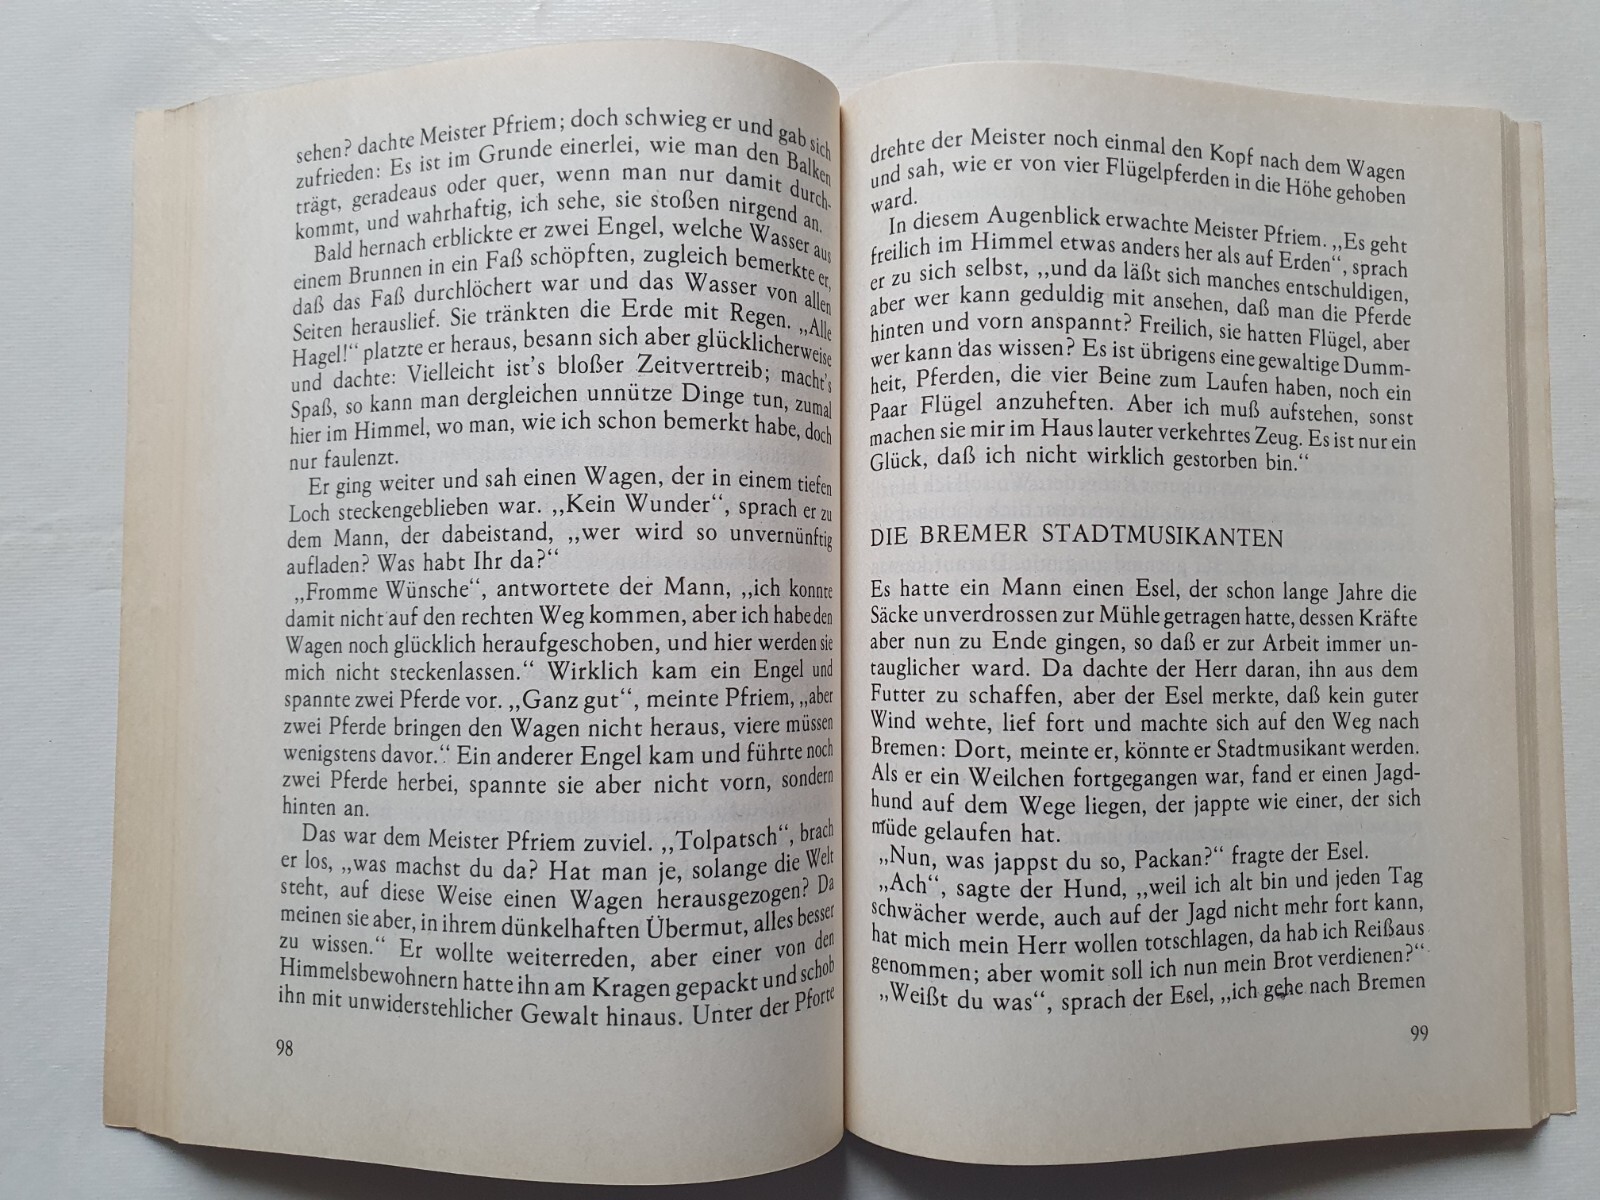 sehen? dachte Meister Pfriem; doch schwieg er und gab sich
zufrieden: Es ist im Grunde einerlei, wie man den Balken
trägt, geradeaus oder quer, wenn man nur damit durch-
kommt, und wahrhaftig, ich sehe, sie stoßen nirgend an.
Bald hernach erblickte er zwei Engel, welche Wasser aus
einem Brunnen in ein Faß schöpften, zugleich bemerkte er,
daß das Faß durchlöchert war und das Wasser von allen
Seiten herauslief. Sie tränkten die Erde mit Regen. „Alle
Hagel!“ platzte er heraus, besann sich aber glücklicherweise
und dachte: Vielleicht ist's bloßer Zeitvertreib; macht's
Spaß, so kann man dergleichen unnütze Dinge tun, zumal
hier im Himmel, wo man, wie ich schon bemerkt habe, doch
nur faulenzt.
Er ging weiter und sah einen Wagen, der in einem tiefen
Loch steckengeblieben war. „Kein Wunder“, sprach er zu
dem Mann, der dabeistand, „wer wird so unvernünftig
aufladen? Was habt Ihr da?“
„Fromme Wünsche“, antwortete der Mann, „ich konnte
damit nicht auf den rechten Weg kommen, aber ich habe den
Wagen noch glücklich heraufgeschoben, und hier werden sie
mich nicht steckenlassen.“ Wirklich kam ein Engel und
spannte zwei Pferde vor. „Ganz gut“, meinte Pfriem, „aber
zwei Pferde bringen den Wagen nicht heraus, viere müssen
wenigstens davor.“ Ein anderer Engel kam und führte noch
zwei Pferde herbei, spannte sie aber nicht vorn, sondern
hinten an.
Das war dem Meister Pfriem zuviel. „Tolpatsch“, brach
er los, „was machst du da? Hat man je, solange die Welt
steht, auf diese Weise einen Wagen herausgezogen? Da
meinen sie aber, in ihrem dünkelhaften Übermut, alles besser
zu wissen.“ Er wollte weiterreden, aber einer von den
Himmelsbewohnern hatte ihn am Kragen gepackt und schob
ihn mit unwiderstehlicher Gewalt hinaus. Unter der Pforte
98
drehte der Meister noch einmal den Kopf nach dem Wagen
und sah, wie er von vier Flügelpferden in die Höhe gehoben
ward.
In diesem Augenblick erwachte Meister Pfriem. „Es geht
freilich im Himmel etwas anders her als auf Erden“, sprach
er zu sich selbst, „und da läßt sich manches entschuldigen,
aber wer kann geduldig mit ansehen, daß man die Pferde
hinten und vorn anspannt? Freilich, sie hatten Flügel, aber
wer kann das wissen? Es ist übrigens eine gewaltige Dumm-
heit, Pferden, die vier Beine zum Laufen haben, noch ein
Paar Flügel anzuheften. Aber ich muß aufstehen, sonst
machen sie mir im Haus lauter verkehrtes Zeug. Es ist nur ein
Glück, daß ich nicht wirklich gestorben bin.“
DIE BREMER STADTMUSIKANTEN
Es hatte ein Mann einen Esel, der schon lange Jahre die
Säcke unverdrossen zur Mühle getragen hatte, dessen Kräfte
aber nun zu Ende gingen, so daß er zur Arbeit immer un-
tauglicher ward. Da dachte der Herr daran, ihn aus dem
Futter zu schaffen, aber der Esel merkte, daß kein guter
Wind wehte, lief fort und machte sich auf den Weg nach
Bremen: Dort, meinte er, könnte er Stadtmusikant werden.
Als er ein Weilchen fortgegangen war, fand er einen Jagd-
hund auf dem Wege liegen, der jappte wie einer, der sich
müde gelaufen hat.
„Nun, was jappst du so, Packan?“ fragte der Esel.
„Ach“, sagte der Hund, „weil ich alt bin und jeden Tag
schwächer werde, auch auf der Jagd nicht mehr fort kann,
hat mich mein Herr wollen totschlagen, da hab ich Reißaus
genommen; aber womit soll ich nun mein Brot verdienen?“
„Weißt du was“, sprach der Esel, „ich gehe nach Bremen
99